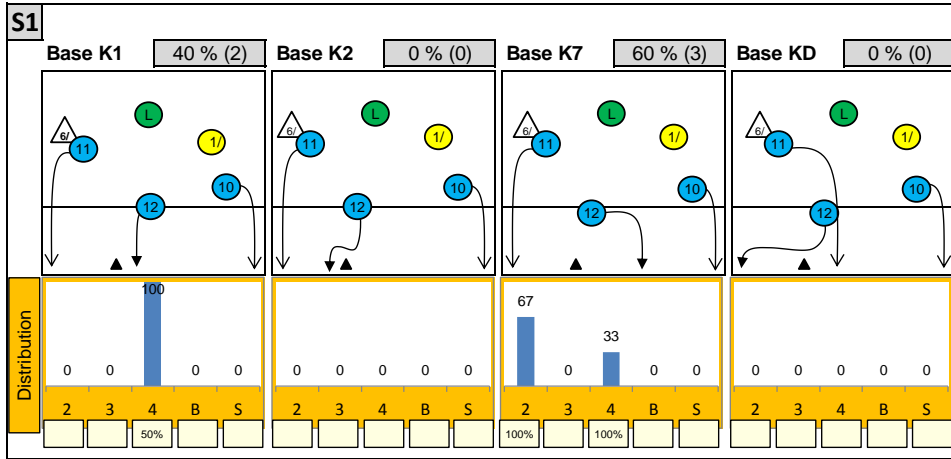 S1
Base K1 40 % (2) Base K2 0 % (0) Base K7 60 % (3) Base KD 0 % (0)
L L L L
6/ 11 1/ 6/ 11 1/ 6/ 11 1/ 6/ 11 1/
10 10 10 10
12 12 12 12
Distribution
100
67
33
0 0 0 0 0 0 0 0 0 0 0 0 0 0 0 0 0
2 3 4 B S 2 3 4 B S 2 3 4 B S 2 3 4 B S
50% 100% 100%